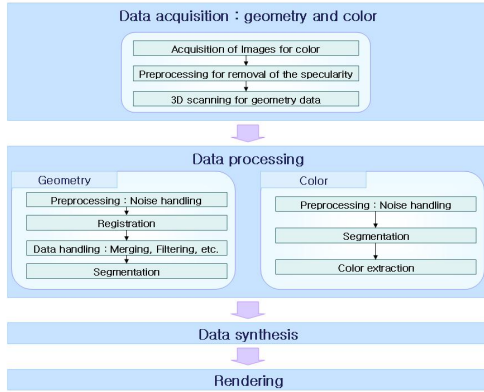 Data acquisition : geometry and color
Acquisition of Images for color
Preprocessing for removal of the specularity
3D scanning for geometry data
Data processing
Geometry
Preprocessing : Noise handling
Registration
Data handling : Merging, Filtering, etc.
Segmentation
Color
Preprocessing : Noise handling
Segmentation
Color extraction
Data synthesis
Rendering